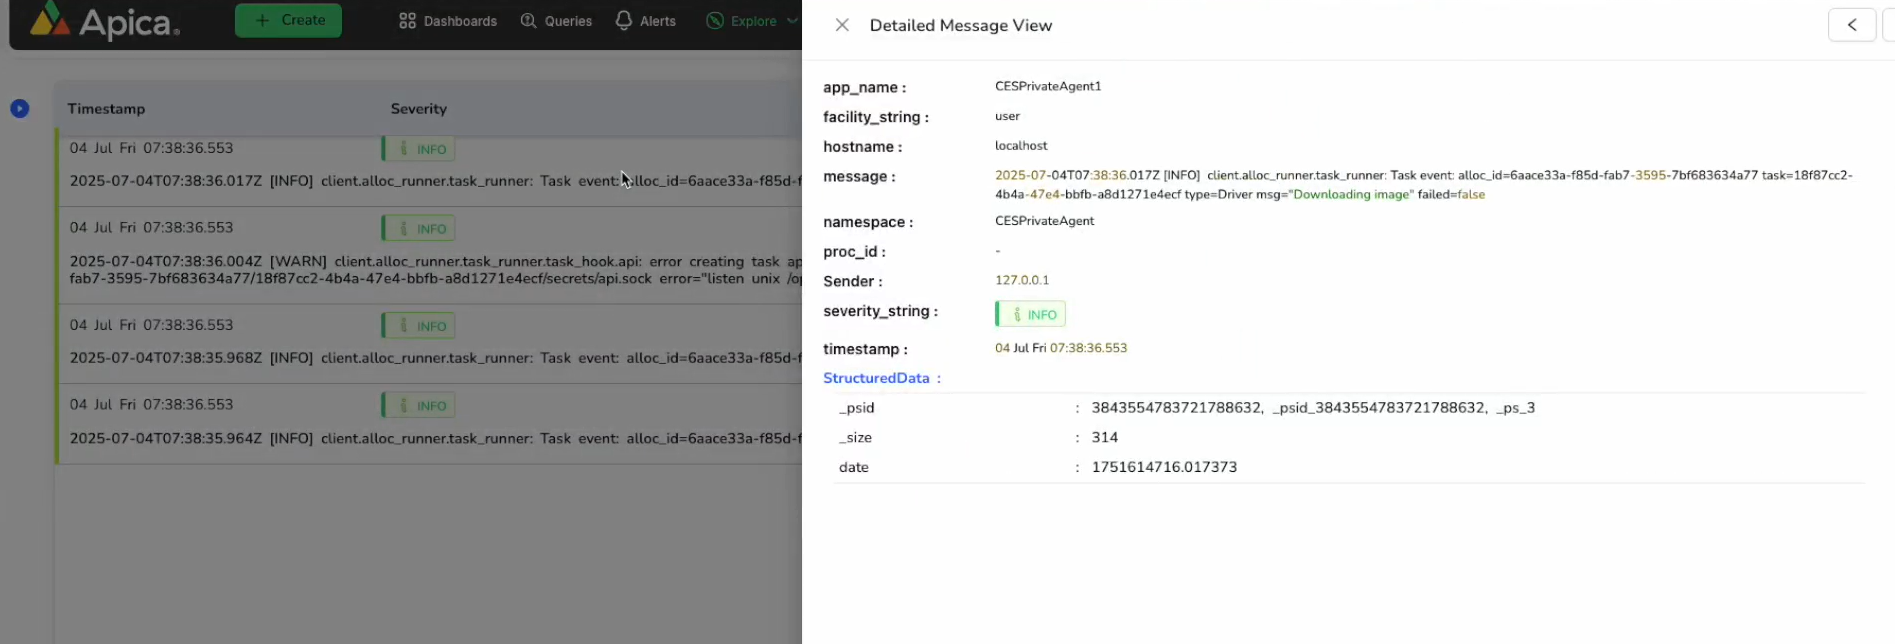 Apica
+ Create
Dashboards
Queries
Alerts
Explore
Timestamp Severity
04 Jul Fri 07:38:36.553 INFO
2025-07-04T07:38:36.017Z [INFO] client.alloc_runner.task_runner: Task event: alloc_id=6aace33a-f85d-f
04 Jul Fri 07:38:36.553 INFO
2025-07-04T07:38:36.004Z [WARN] client.alloc_runner.task_runner.task_hook.api: error creating task ap
fab7-3595-7bf683634a77/18f87cc2-4b4a-47e4-bbfb-a8d1271e4ecf/secrets/api.sock error="listen unix /op
04 Jul Fri 07:38:36.553 INFO
2025-07-04T07:38:35.968Z [INFO] client.alloc_runner.task_runner: Task event: alloc_id=6aace33a-f85d-f
04 Jul Fri 07:38:36.553 INFO
2025-07-04T07:38:35.964Z [INFO] client.alloc_runner.task_runner: Task event: alloc_id=6aace33a-f85d-f
Detailed Message View
app_name : CESPrivateAgent1
facility_string : user
hostname : localhost
message : 2025-07-04T07:38:36.017Z [INFO] client.alloc_runner.task_runner: Task event: alloc_id=6aace33a-f85d-fab7-3595-7bf683634a77 task=18f87cc2-
4b4a-47e4-bbfb-a8d1271e4ecf type=Driver msg="Downloading image" failed=false
namespace : CESPrivateAgent
proc_id : -
Sender : 127.0.0.1
severity_string : INFO
timestamp : 04 Jul Fri 07:38:36.553
StructuredData :
_psid : 3843554783721788632, _psid_3843554783721788632, _ps_3
_size : 314
date : 1751614716.017373